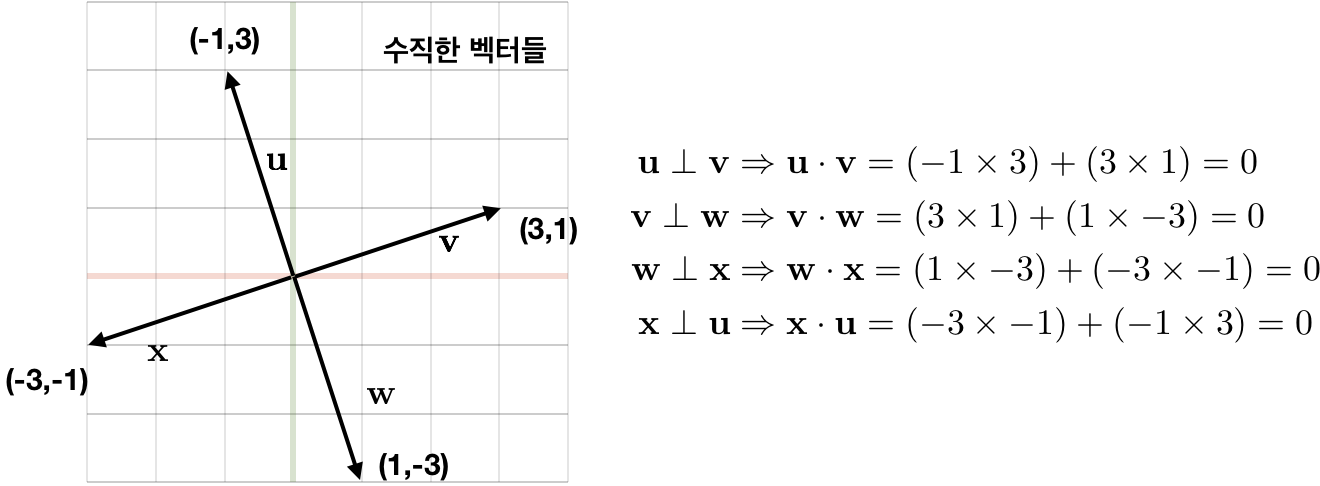 (-1,3)
수직한 벡터들
u
v
(3,1)
x
(-3,-1)
w
(1,-3)
u ⊥ v ⇒ u · v = (−1 × 3) + (3 × 1) = 0
v ⊥ w ⇒ v · w = (3 × 1) + (1 × −3) = 0
w ⊥ x ⇒ w · x = (1 × −3) + (−3 × −1) = 0
x ⊥ u ⇒ x · u = (−3 × −1) + (−1 × 3) = 0